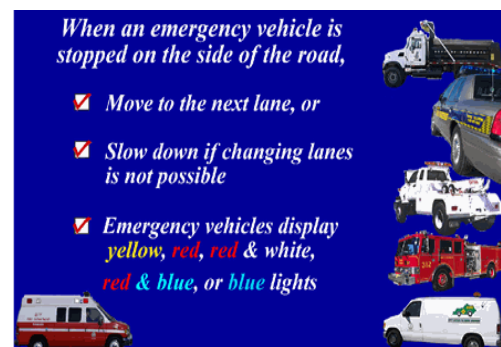 When an emergency vehicle is
stopped on the side of the road,
Move to the next lane, or
Slow down if changing lanes
is not possible
Emergency vehicles display
yellow, red, red & white,
red & blue, or blue lights
312